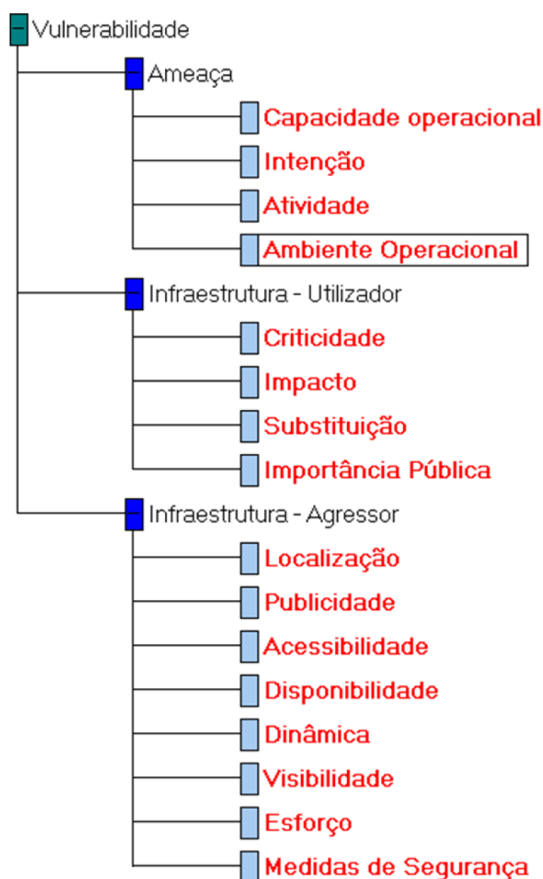 Vulnerabilidade
Ameaça
Capacidade operacional
Intenção
Atividade
Ambiente Operacional
Infraestrutura - Utilizador
Criticidade
Impacto
Substituição
Importância Pública
Infraestrutura - Agressor
Localização
Publicidade
Acessibilidade
Disponibilidade
Dinâmica
Visibilidade
Esforço
Medidas de Segurança